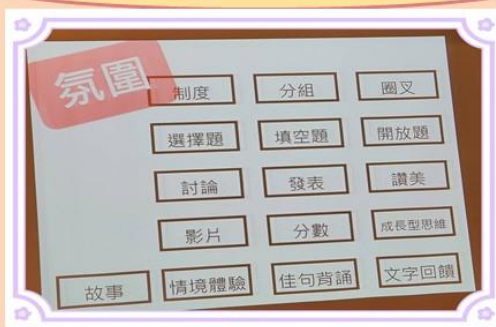 氛圍
制度 分組 圈叉
選擇題 填空題 開放題
討論 發表 讚美
影片 分數 成長型思維
故事 情境體驗 佳句背誦 文字回饋